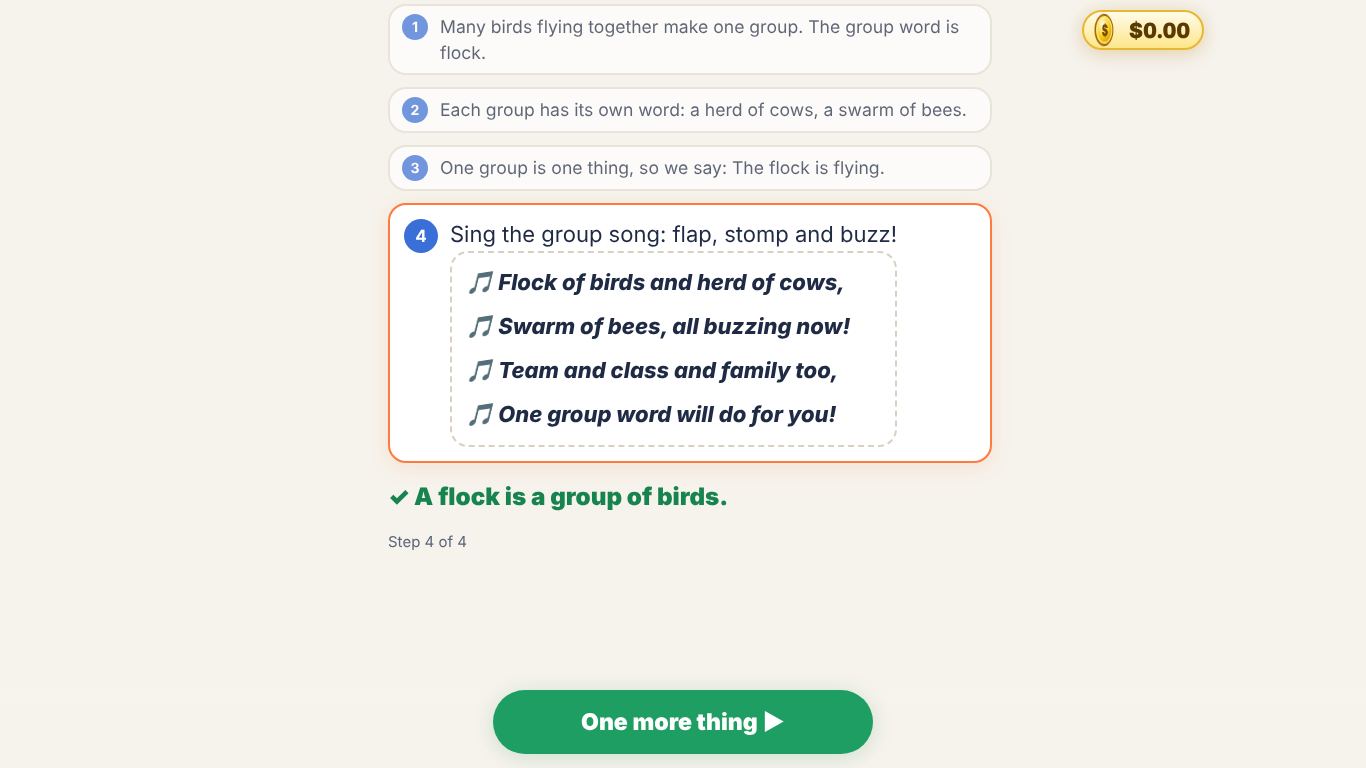 1 Many birds flying together make one group. The group word is
flock.
$0.00
2 Each group has its own word: a herd of cows, a swarm of bees.
3 One group is one thing, so we say: The flock is flying.
4 Sing the group song: flap, stomp and buzz!
🎵 Flock of birds and herd of cows,
🎵 Swarm of bees, all buzzing now!
🎵 Team and class and family too,
🎵 One group word will do for you!
✔ A flock is a group of birds.
Step 4 of 4
One more thing ▶